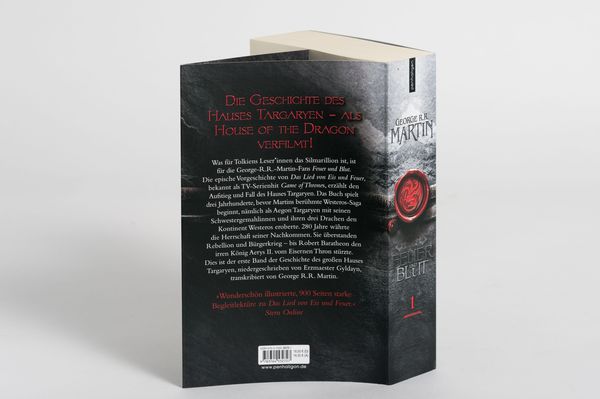 DIE GESCHICHTE DES
HAUSES TARGARYEN – ALS
HOUSE OF THE DRAGON
VERFILMT!
Was für Tolkiens Leser*innen das Silmarillion ist, ist
für die George-R.R.-Martin-Fans Feuer und Blut.
Die epische Vorgeschichte von Das Lied von Eis und Feuer,
bekannt als TV-Serienhit Game of Thrones, erzählt den
Aufstieg und Fall des Hauses Targaryen. Das Buch spielt
drei Jahrhunderte, bevor Martins berühmte Westeros-Saga
beginnt, nämlich als Aegon Targaryen mit seinen
Schwestergemahlinnen und ihren drei Drachen den
Kontinent Westeros eroberte. 280 Jahre währte
die Herrschaft seiner Nachkommen. Sie überstanden
Rebellion und Bürgerkrieg – bis Robert Baratheon den
irren König Aerys II. vom Eisernen Thron stürzte.
Dies ist der erste Band der Geschichte des großen Hauses
Targaryen, niedergeschrieben von Erzmaester Gyldayn,
transkribiert von George R.R. Martin.
»Wunderschön illustrierte, 900 Seiten starke
Begleitlektüre zu Das Lied von Eis und Feuer.«
Stern Online
www.penhaligon.de
GEORGE R.R.
MARTIN
FEUER
UND
BLUT
1